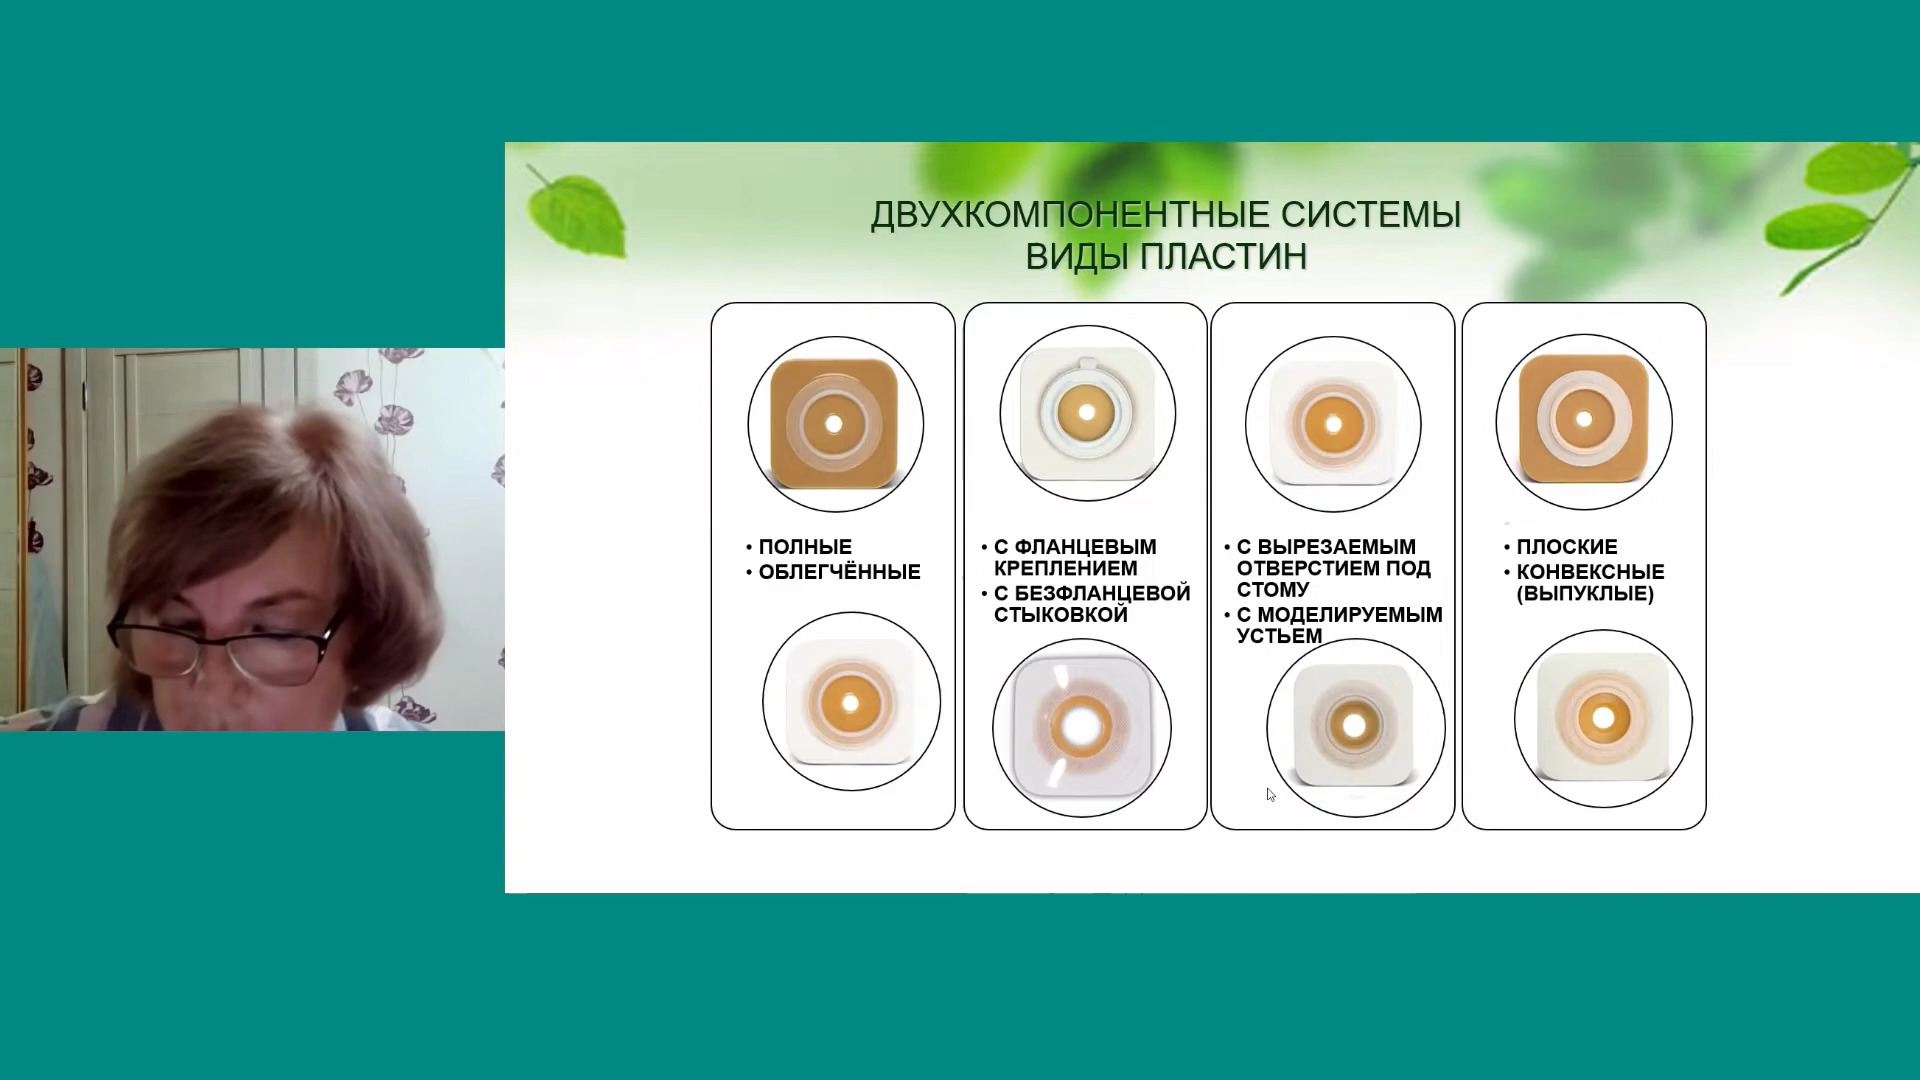 ДВУХКОМПОНЕНТНЫЕ СИСТЕМЫ
ВИДЫ ПЛАСТИН
• ПОЛНЫЕ
• ОБЛЕГЧЁННЫЕ
• С ФЛАНЦЕВЫМ
КРЕПЛЕНИЕМ
• С БЕЗФЛАНЦЕВОЙ
СТЫКОВКОЙ
• С ВЫРЕЗАЕМЫМ
ОТВЕРСТИЕМ ПОД
СТОМУ
• С МОДЕЛИРУЕМЫМ
УСТЬЕМ
• ПЛОСКИЕ
• КОНВЕКСНЫЕ
(ВЫПУКЛЫЕ)